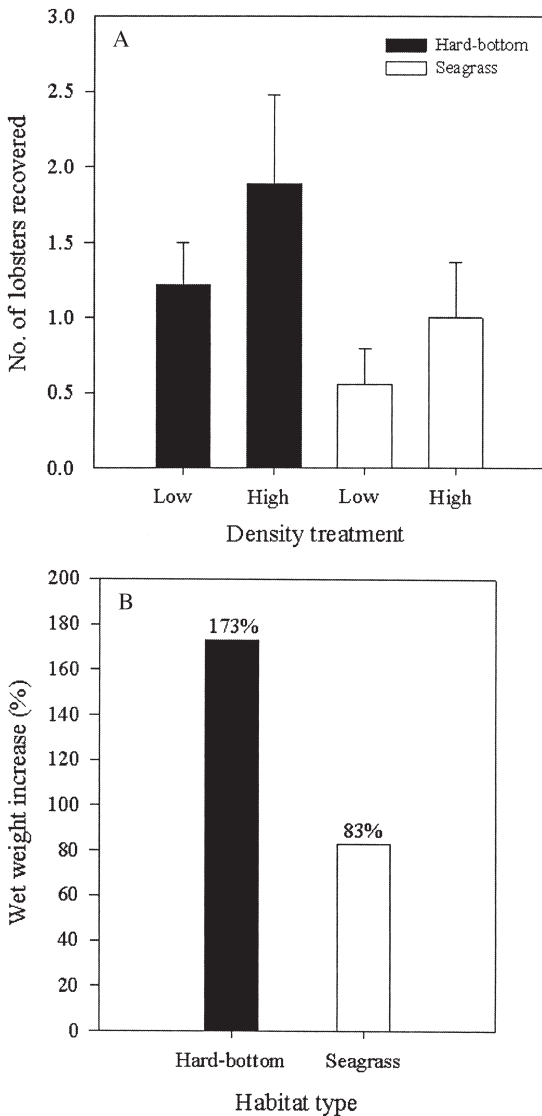 A
Hard-bottom
Seagrass
No. of lobsters recovered
3.0
2.5
2.0
1.5
1.0
0.5
0.0
Low High Low High
Density treatment
B
Wet weight increase (%)
200
180
160
140
120
100
80
60
40
20
0
173%
83%
Hard-bottom Seagrass
Habitat type